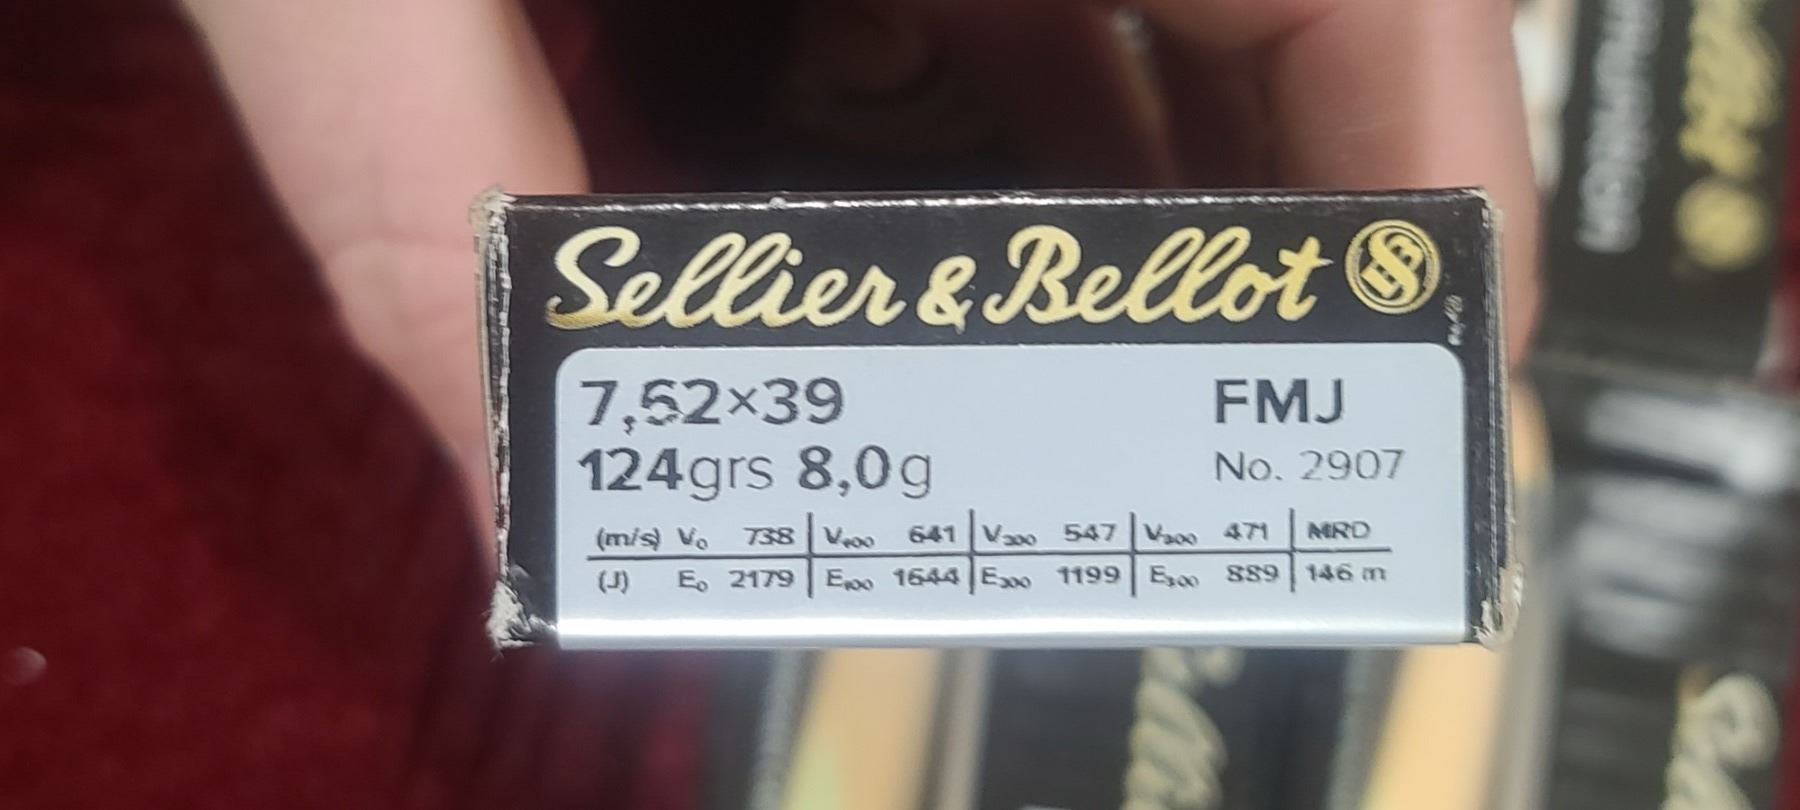 Sellier & Bellot
7,62×39 FMJ
124grs 8,0g No. 2907
(m/s) V₀ 738 V₁₀₀ 641 V₂₀₀ 547 V₃₀₀ 471 MRD
(J) E₀ 2179 E₁₀₀ 1644 E₂₀₀ 1199 E₃₀₀ 889 146 m